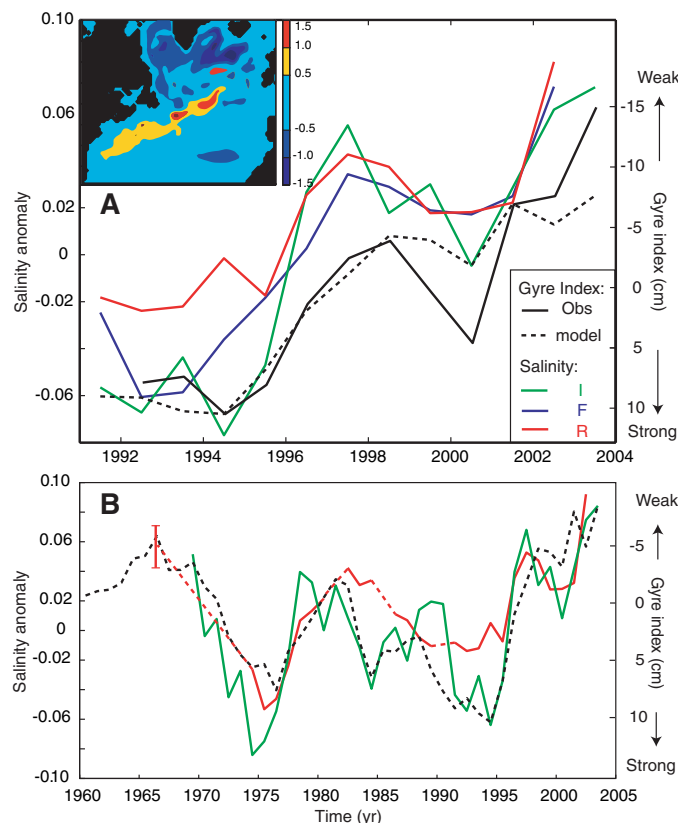 0.10
0.06
0.02
0
-0.02
-0.06
-0.10
Salinity anomaly
1.5
1.0
0.5
-0.5
-1.0
-1.5
A
Weak
-15
-10
-5
0
5
10
Strong
Gyre index (cm)
Gyre Index:
Obs
model
Salinity:
I
F
R
1992 1994 1996 1998 2000 2002 2004
B
0.10
0.06
0.02
0
-0.02
-0.06
-0.10
Salinity anomaly
Weak
-5
0
5
10
Strong
Gyre index (cm)
1960 1965 1970 1975 1980 1985 1990 1995 2000 2005
Time (yr)